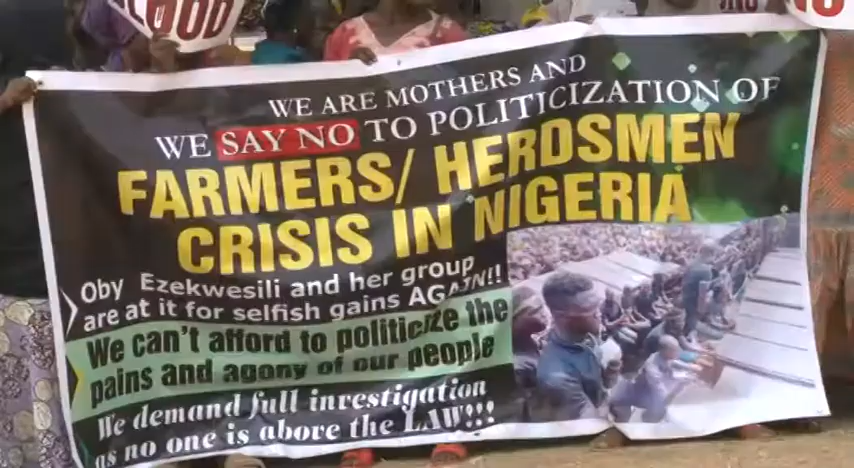 BLOOD
WE ARE MOTHERS AND
WE SAY NO TO POLITICIZATION OF
FARMERS/ HERDSMEN
CRISIS IN NIGERIA
Oby Ezekwesili and her group
are at it for selfish gains AGAIN!!
We can't afford to politicize the
pains and agony of our people
We demand full investigation
as no one is above the LAW!!!